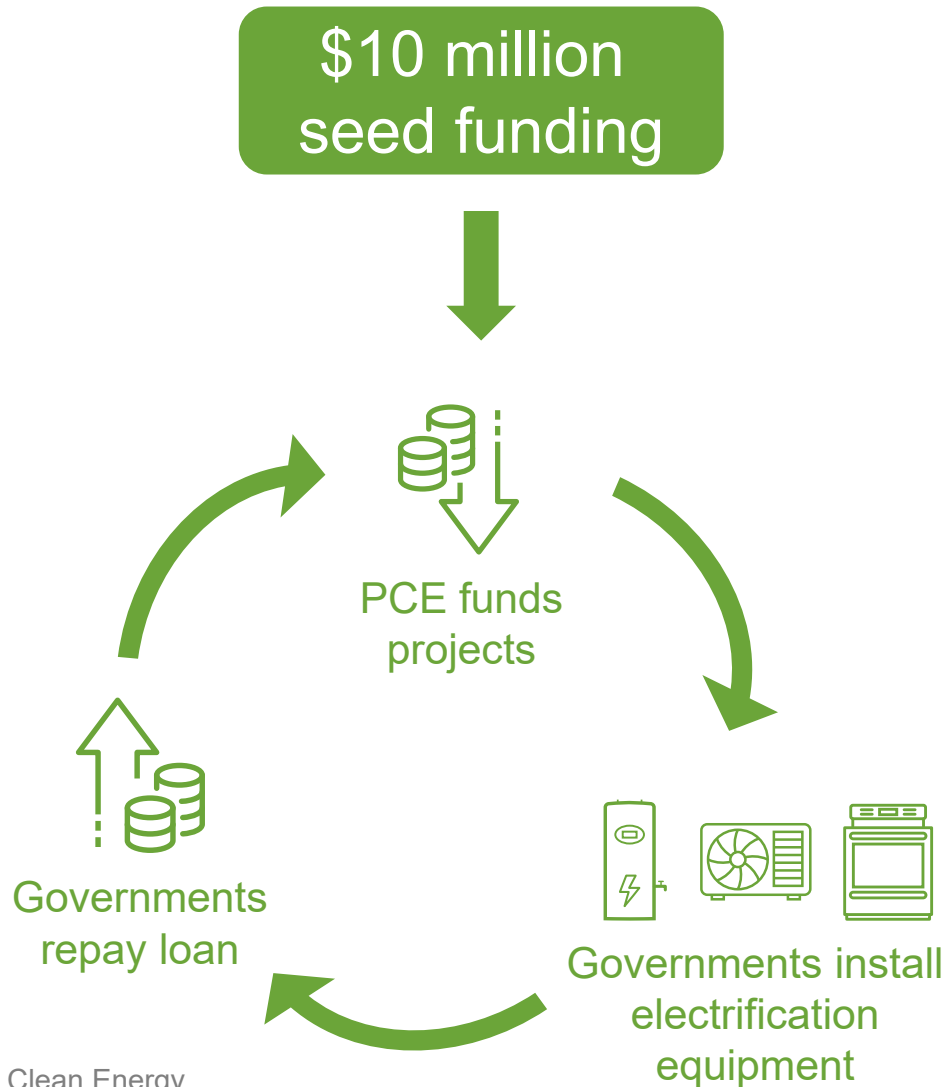 $10 million
seed funding
PCE funds
projects
Governments install
electrification
equipment
Governments
repay loan
Clean Energy